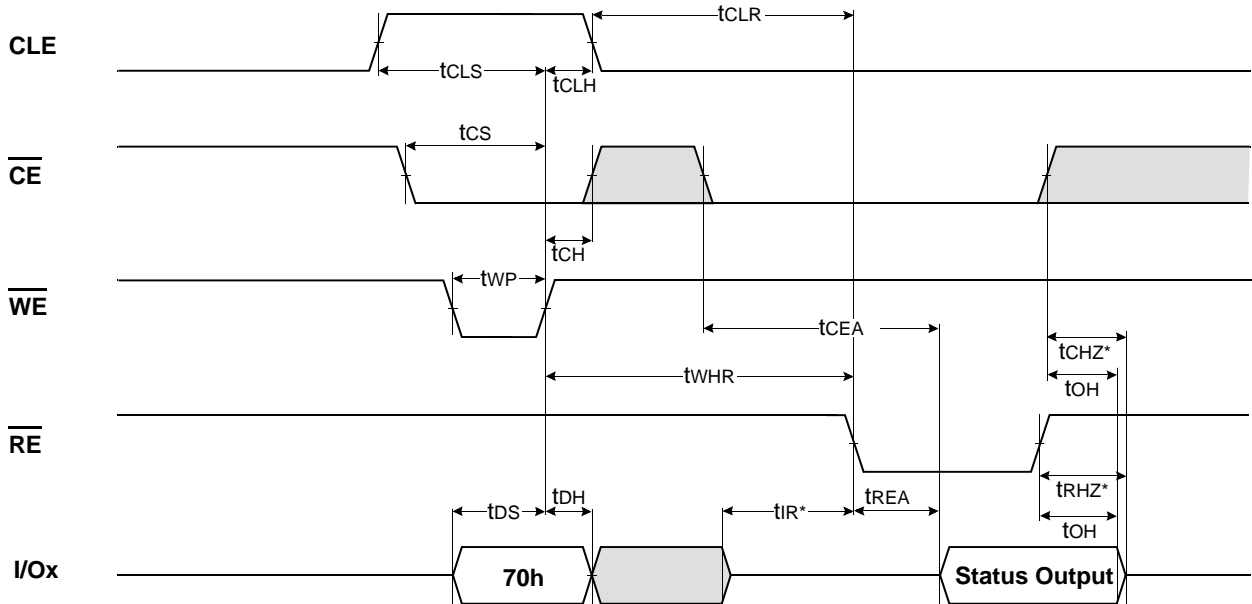 tCLR
CLE
tCLS
tCLH
tCS
CE
tCH
tWP
WE
tCEA
tCHZ*
tWHR
tOH
RE
tDH
tREA
tRHZ*
tDS
tIR*
tOH
I/Ox
70h
Status Output